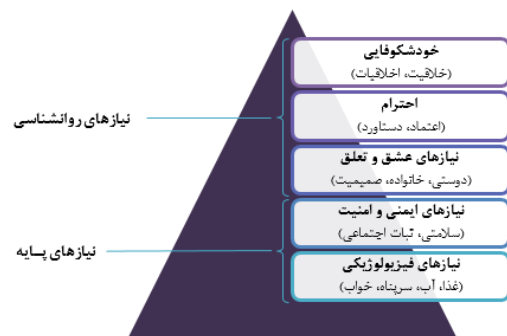 خودشکوفایی
(خلاقیت، اخلاقیات)
احترام
(اعتماد، دستاورد)
نیازهای روانشناسی
نیازهای عشق و تعلق
(دوستی، خانواده، صمیمیت)
نیازهای ایمنی و امنیت
(سلامتی، ثبات اجتماعی)
نیازهای پایه
نیازهای فیزیولوژیکی
(غذا، آب، سرپناه، خواب)